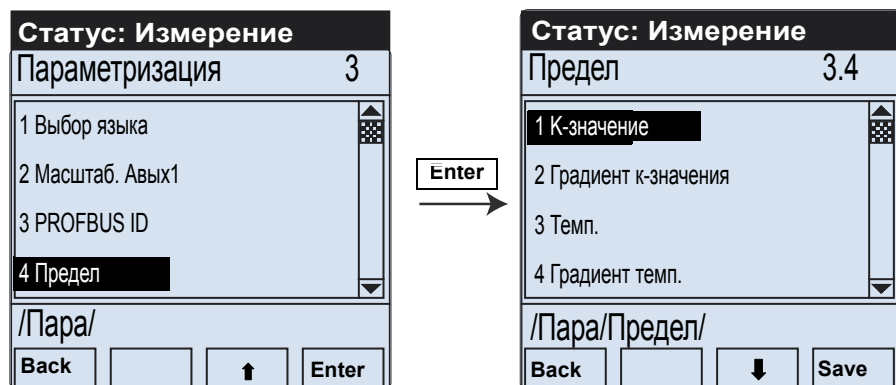 Статус: Измерение
Параметризация 3
1 Выбор языка
2 Масштаб. Авых1
3 PROFBUS ID
4 Предел
/Пара/
Back Enter
Enter
Статус: Измерение
Предел 3.4
1 К-значение
2 Градиент к-значения
3 Темп.
4 Градиент темп.
/Пара/Предел/
Back Save